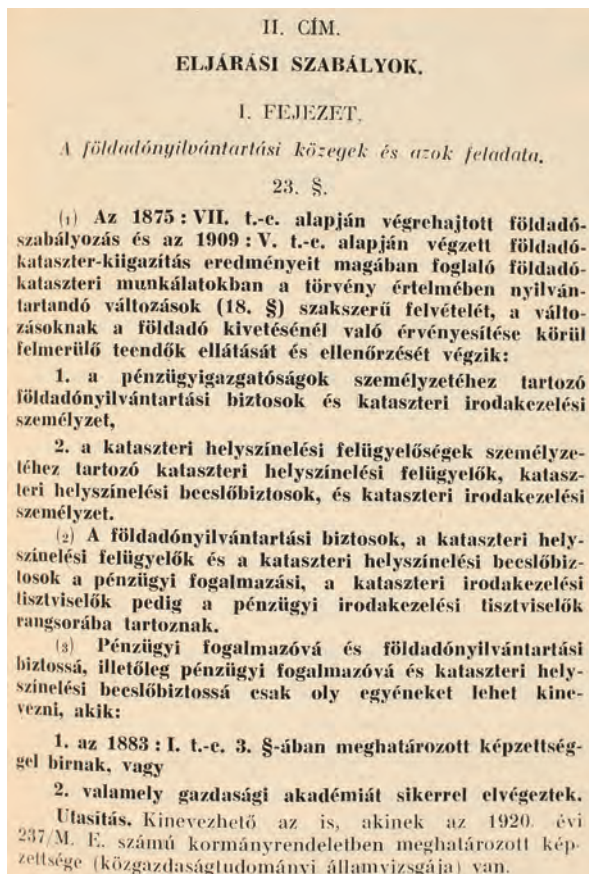 II. CÍM.
ELJÁRÁSI SZABÁLYOK.
I. FEJEZET.
A földadónyilvántartási közegek és azok feladata.
23. §.
(1) Az 1875 : VII. t.-c. alapján végrehajtott földadó-
szabályozás és az 1909 : V. t.-c. alapján végzett földadó-
kataszter-kiigazítás eredményeit magában foglaló földadó-
kataszteri munkálatokban a törvény értelmében nyilván-
tartandó változások (18. §) szakszerű felvételét, a válto-
zásoknak a földadó kivetésénél való érvényesítése körül
felmerülő teendők ellátását és ellenőrzését végzik:
1. a pénzügyigazgatóságok személyzetéhez tartozó
földadónyilvántartási biztosok és kataszteri irodakezelési
személyzet,
2. a kataszteri helyszínelési felügyelőségek személyze-
téhez tartozó kataszteri helyszínelési felügyelők, katasz-
teri helyszínelési becslőbiztosok, és kataszteri irodakezelési
személyzet.
(2) A földadónyilvántartási biztosok, a kataszteri hely-
színelési felügyelők és a kataszteri helyszínelési becslőbiz-
tosok a pénzügyi fogalmazási, a kataszteri irodakezelési
tisztviselők pedig a pénzügyi irodakezelési tisztviselők
rangsorába tartoznak.
(3) Pénzügyi fogalmazóvá és földadónyilvántartási
biztossá, illetőleg pénzügyi fogalmazóvá és kataszteri hely-
színelési becslőbiztossá csak oly egyéneket lehet kine-
vezni, akik:
1. az 1883 : I. t.-c. 3. §-ában meghatározott képzettség-
gel birnak, vagy
2. valamely gazdasági akadémiát sikerrel elvégeztek.
Utasítás. Kinevezhető az is, akinek az 1920. évi
237/M. E. számú kormányrendeletben meghatározott kép-
zettsége (közgazdaságtudományi államvizsgája) van.